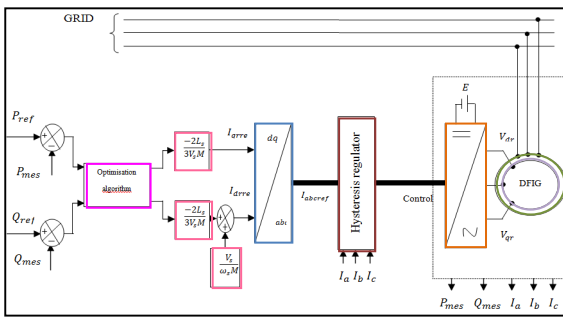 GRID
P_ref
P_mes
Q_ref
Q_mes
+
-
+
-
Optimisation
algorithm
-2L_s
3V_sM
-2L_s
3V_sM
I_arre
I_drre
+
+
V_s
ω_sM
dq
abc
I_abcref
Hysteresis regulator
I_a I_b I_c
Control
E
V_dr
V_qr
DFIG
P_mes Q_mes I_a I_b I_c